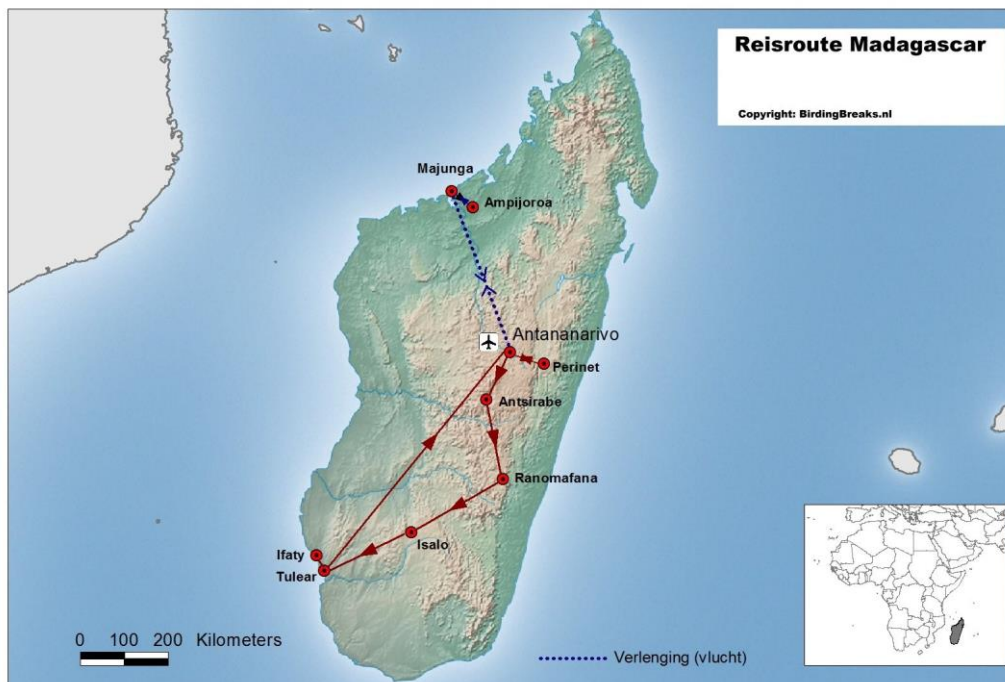 Reisroute Madagascar
Copyright: BirdingBreaks.nl
Majunga
Ampijoroa
Antananarivo
Perinet
Antsirabe
Ranomafana
Isalo
Ifaty
Tulear
0 100 200 Kilometers
Verlenging (vlucht)